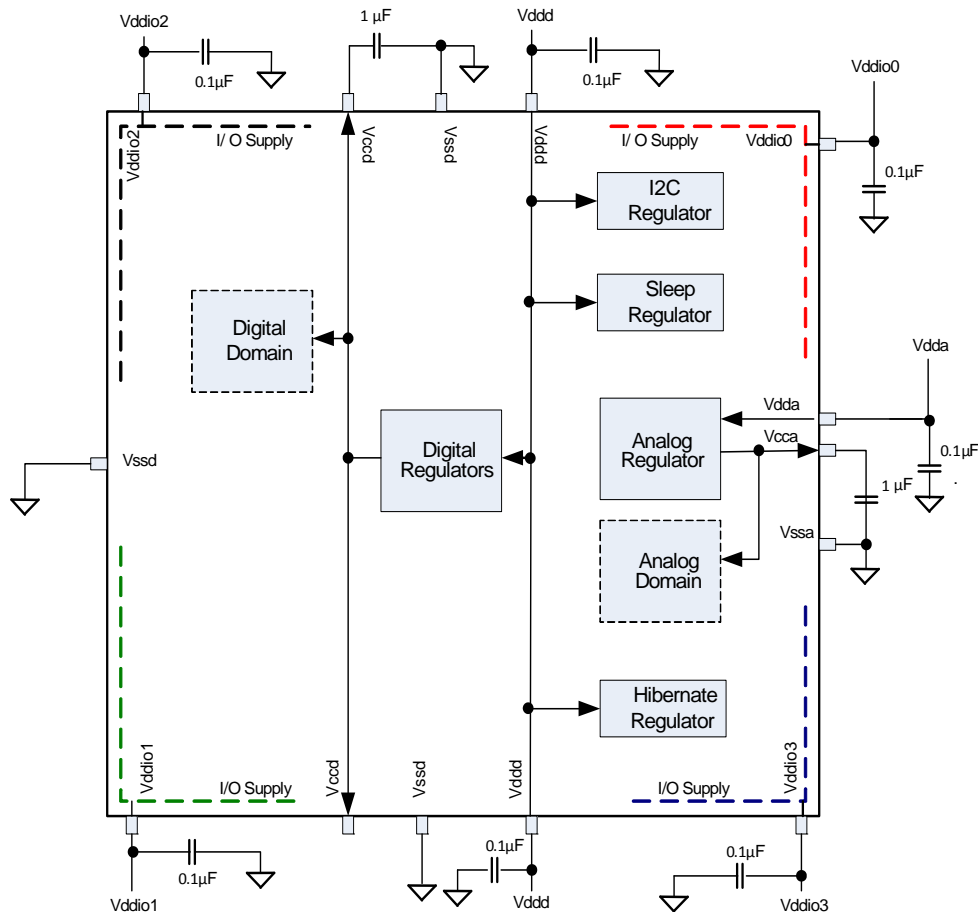 Vddio2
1 µF
Vddd
0.1µF
0.1µF
Vddio0
Vddio2
I/ O Supply
Vccd
Vssd
Vddd
I/ O Supply
Vddio0
0.1µF
I2C
Regulator
Sleep
Regulator
Digital
Domain
Vdda
Vdda
Digital
Regulators
Analog
Regulator
Vcca
0.1µF
.
Vssd
1 µF
Vssa
Analog
Domain
Hibernate
Regulator
Vddio1
I/O Supply
Vccd
Vssd
Vddd
I/O Supply
Vddio3
0.1µF
0.1µF
0.1µF
Vddio1
Vddd
Vddio3